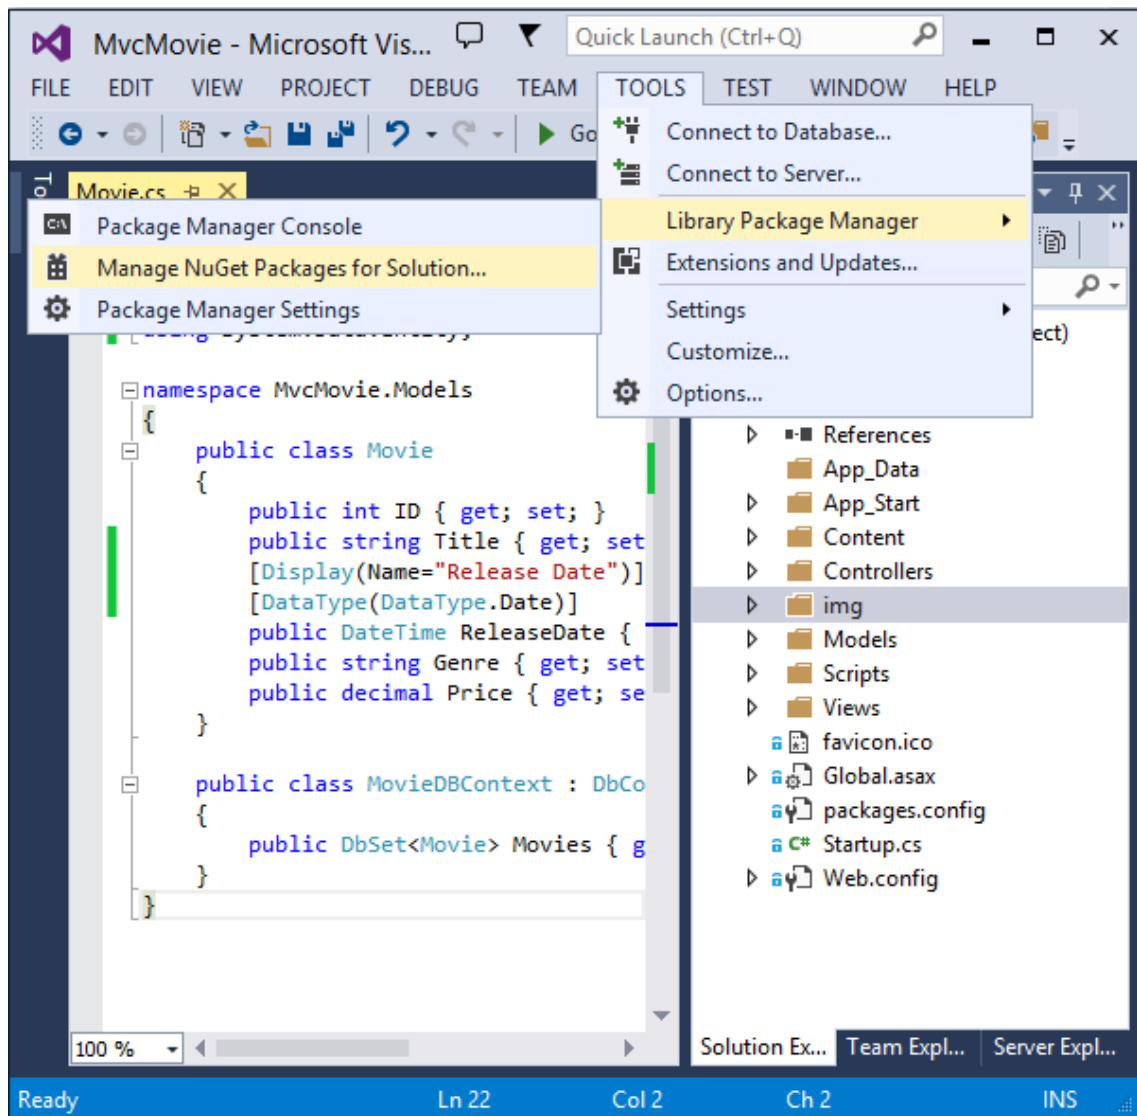 MvcMovie - Microsoft Vis...
Quick Launch (Ctrl+Q)
FILE EDIT VIEW PROJECT DEBUG TEAM TOOLS TEST WINDOW HELP
Go
Connect to Database...
Connect to Server...
Library Package Manager
Extensions and Updates...
Settings
Customize...
Options...
To
Movie.cs
Package Manager Console
Manage NuGet Packages for Solution...
Package Manager Settings
namespace MvcMovie.Models
{
public class Movie
{
public int ID { get; set; }
public string Title { get; set
[Display(Name="Release Date")]
[DataType(DataType.Date)]
public DateTime ReleaseDate {
public string Genre { get; set
public decimal Price { get; se
}
public class MovieDBContext : DbCo
{
public DbSet<Movie> Movies { g
}
}
100 %
ect)
References
App_Data
App_Start
Content
Controllers
img
Models
Scripts
Views
favicon.ico
Global.asax
packages.config
C# Startup.cs
Web.config
Solution Ex... Team Expl... Server Expl...
Ready Ln 22 Col 2 Ch 2 INS